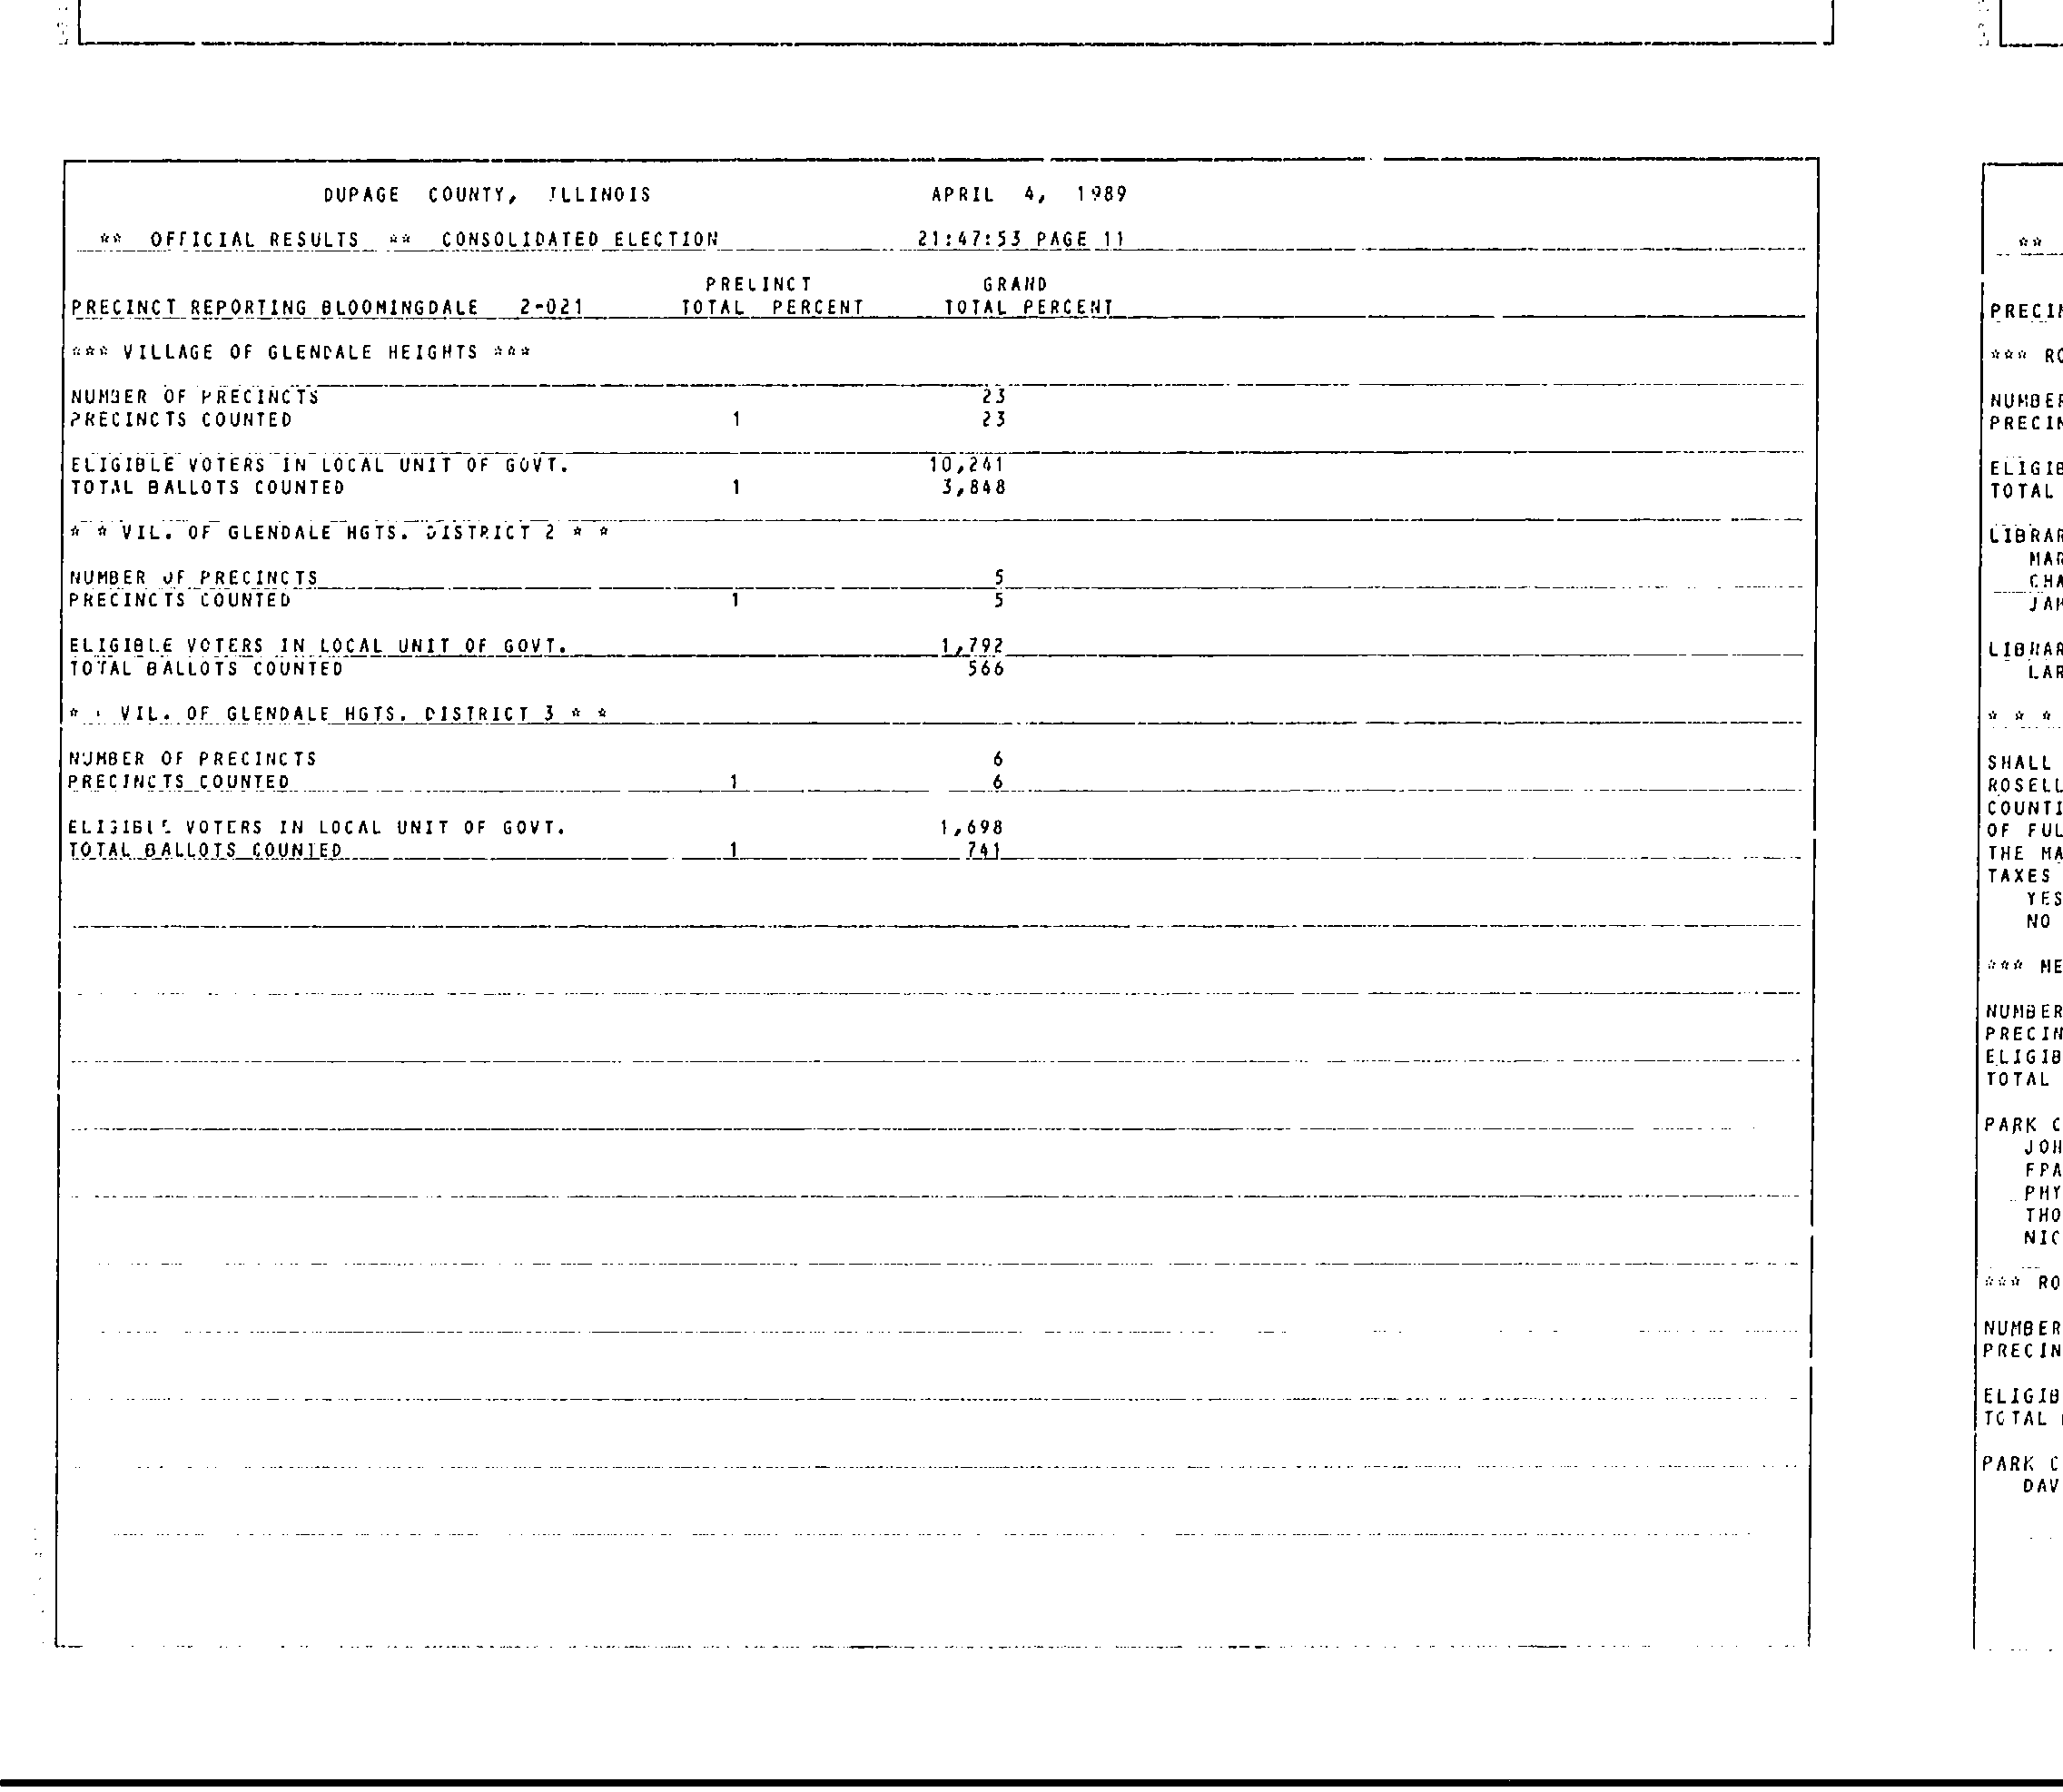 DUPAGE COUNTY, ILLINOIS APRIL 4, 1989
** OFFICIAL RESULTS ** CONSOLIDATED ELECTION 21:47:53 PAGE 11
PRELINCT GRAND
PRECINCT REPORTING BLOOMINGDALE 2-021 TOTAL PERCENT TOTAL PERCENT
*** VILLAGE OF GLENDALE HEIGHTS ***
NUMBER OF PRECINCTS 23
PRECINCTS COUNTED 1 23
ELIGIBLE VOTERS IN LOCAL UNIT OF GOVT. 10,241
TOTAL BALLOTS COUNTED 1 3,848
* * VIL. OF GLENDALE HGTS. DISTRICT 2 * *
NUMBER OF PRECINCTS 5
PRECINCTS COUNTED 1 5
ELIGIBLE VOTERS IN LOCAL UNIT OF GOVT. 1,792
TOTAL BALLOTS COUNTED 566
* * VIL. OF GLENDALE HGTS. DISTRICT 3 * *
NUMBER OF PRECINCTS 6
PRECINCTS COUNTED 1 6
ELIGIBLE VOTERS IN LOCAL UNIT OF GOVT. 1,698
TOTAL BALLOTS COUNTED 1 741
**
PRECIN
*** RO
NUMBER
PRECIN
ELIGIB
TOTAL
LIBRAR
MAR
CHA
JAM
LIBRAR
LAR
* * *
SHALL
ROSELL
COUNTI
OF FUL
THE MA
TAXES
YES
NO
*** ME
NUMBER
PRECIN
ELIGIB
TOTAL
PARK C
JOH
FPA
PHY
THO
NIC
*** RO
NUMBER
PRECIN
ELIGIB
TOTAL
PARK C
DAV